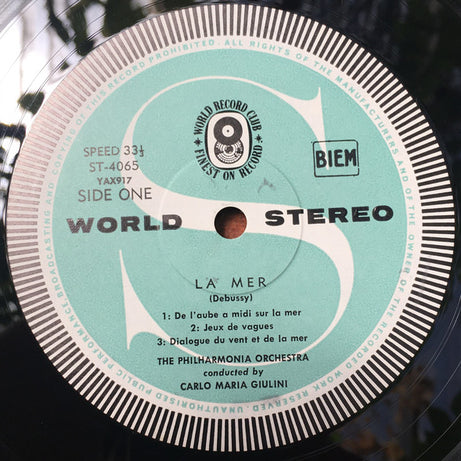 ALL RIGHTS OF THE MANUFACTURERS AND OF THE OWNER OF THE RECORDED WORK RESERVED. UNAUTHORISED PUBLIC PERFORMANCE BROADCASTING AND COPYING OF THIS RECORD PROHIBITED.
WORLD RECORD CLUB
FINEST ON RECORD
SPEED 33⅓
ST-4065
YAX917
SIDE ONE
BIEM
WORLD STEREO
LA MER
(Debussy)
1: De l'aube a midi sur la mer
2: Jeux de vagues
3: Dialogue du vent et de la mer
THE PHILHARMONIA ORCHESTRA
conducted by
CARLO MARIA GIULINI